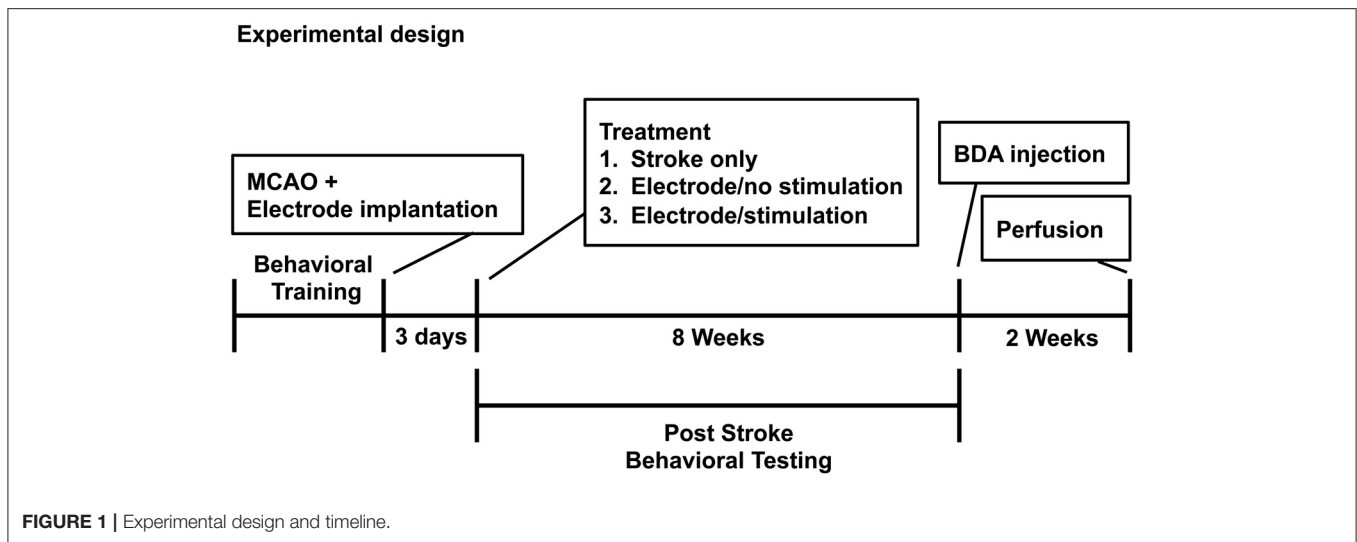 Experimental design
MCAO +
Electrode implantation
Treatment
1. Stroke only
2. Electrode/no stimulation
3. Electrode/stimulation
BDA injection
Perfusion
Behavioral
Training
3 days
8 Weeks
2 Weeks
Post Stroke
Behavioral Testing
FIGURE 1 | Experimental design and timeline.